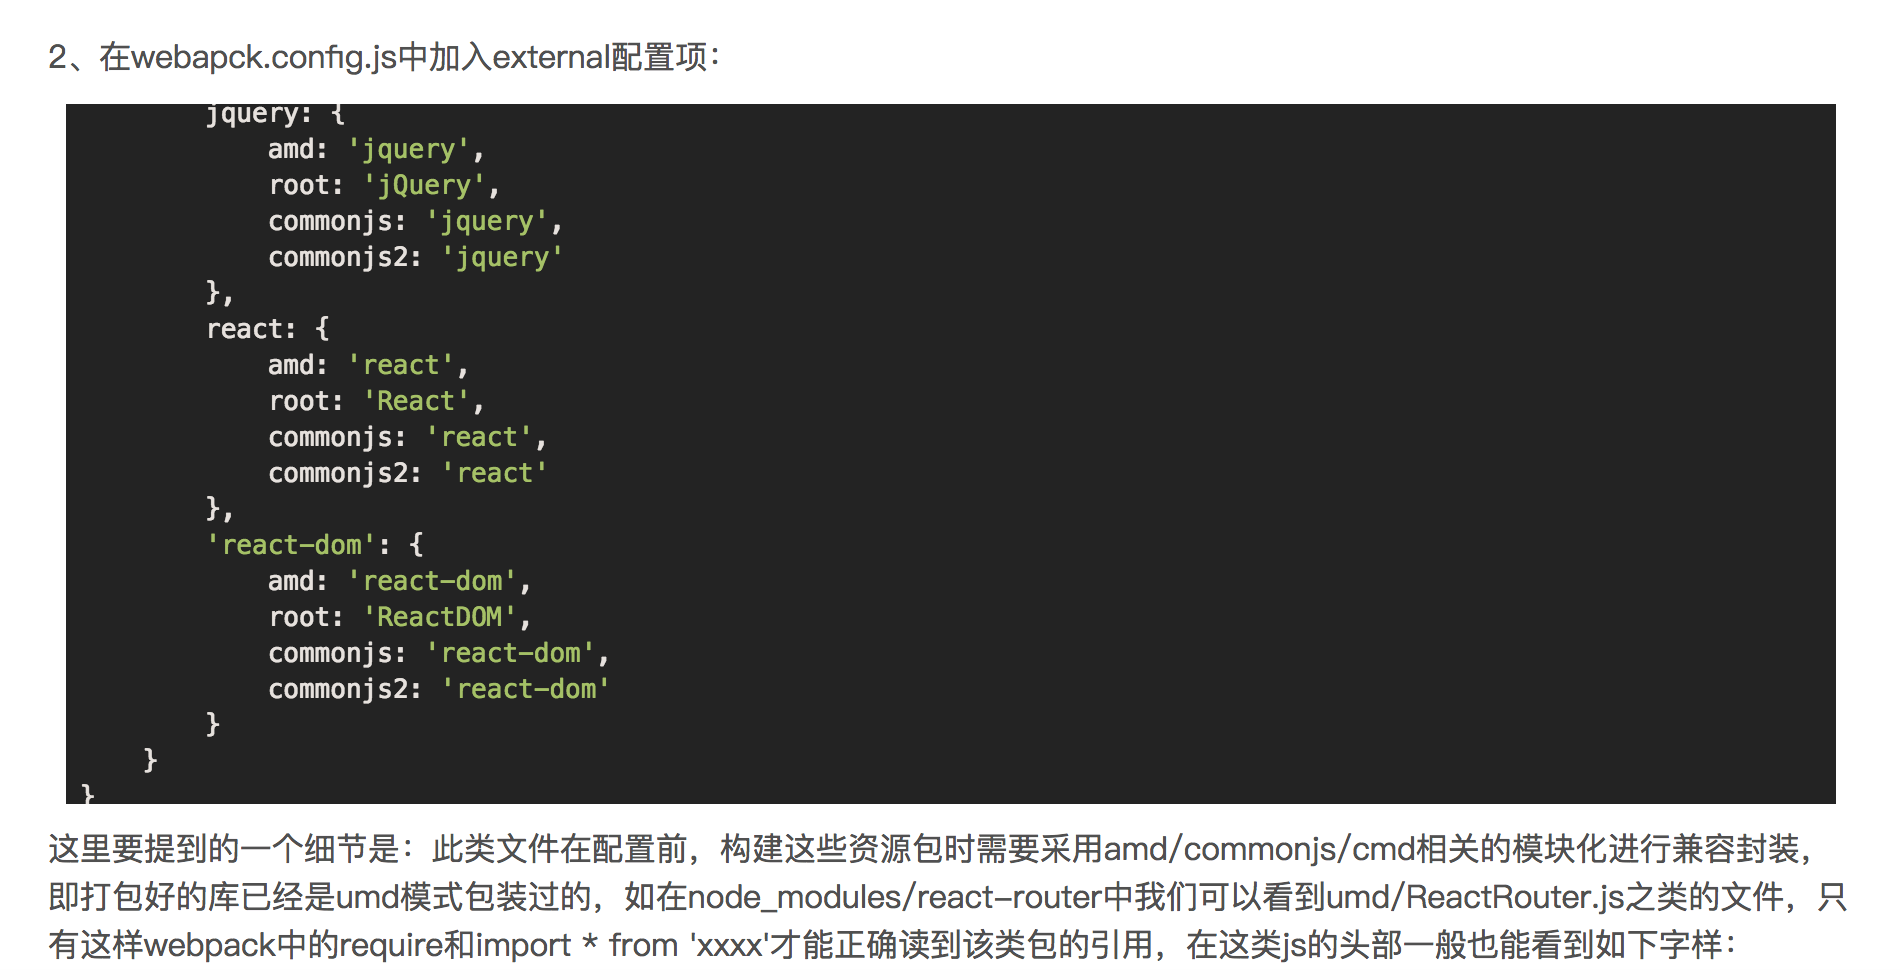 2、在webapck.config.js中加入external配置项：
jquery: {
amd: 'jquery',
root: 'jQuery',
commonjs: 'jquery',
commonjs2: 'jquery'
},
react: {
amd: 'react',
root: 'React',
commonjs: 'react',
commonjs2: 'react'
},
'react-dom': {
amd: 'react-dom',
root: 'ReactDOM',
commonjs: 'react-dom',
commonjs2: 'react-dom'
}
}
}
这里要提到的一个细节是：此类文件在配置前，构建这些资源包时需要采用amd/commonjs/cmd相关的模块化进行兼容封装，
即打包好的库已经是umd模式包装过的，如在node_modules/react-router中我们可以看到umd/ReactRouter.js之类的文件，只
有这样webpack中的require和import * from 'xxxx'才能正确读到该类包的引用，在这类js的头部一般也能看到如下字样：